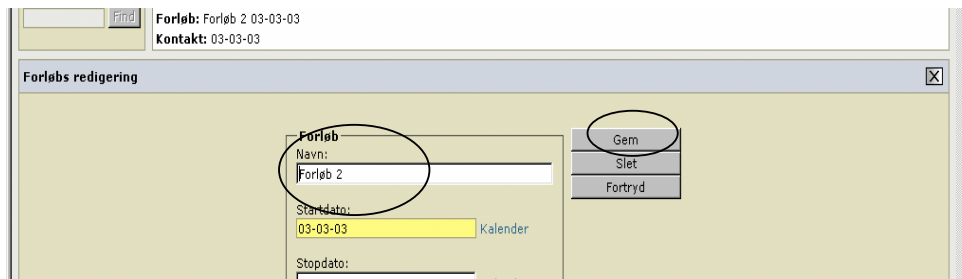 Find
Forløb: Forløb 2 03-03-03
Kontakt: 03-03-03
Forløbs redigering
X
Forløb
Navn:
Forløb 2
Startdato:
03-03-03 Kalender
Stopdato:
Gem
Slet
Fortryd